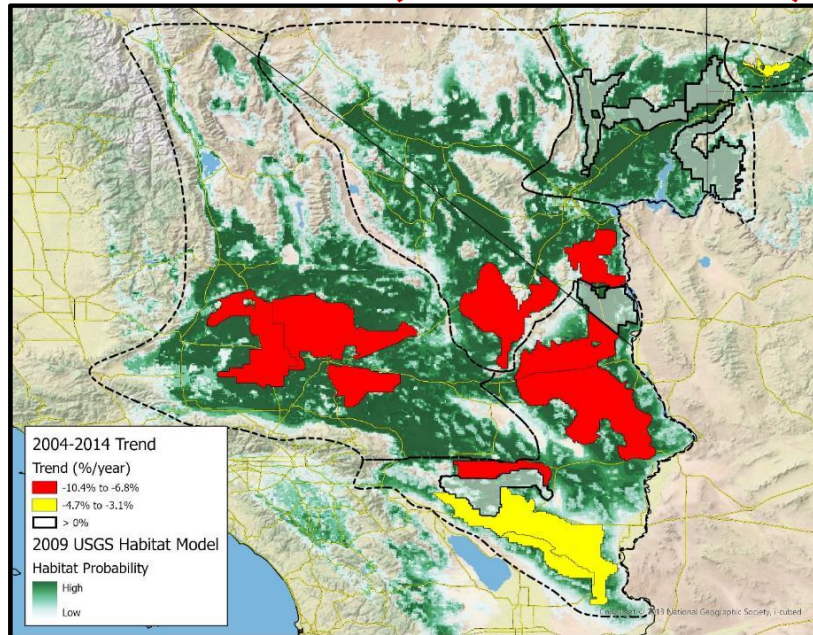 2004-2014 Trend
Trend (%/year)
-10.4% to -6.8%
-4.7% to -3.1%
> 0%
2009 USGS Habitat Model
Habitat Probability
High
Low
2013 National Geographic Society, i-cubed